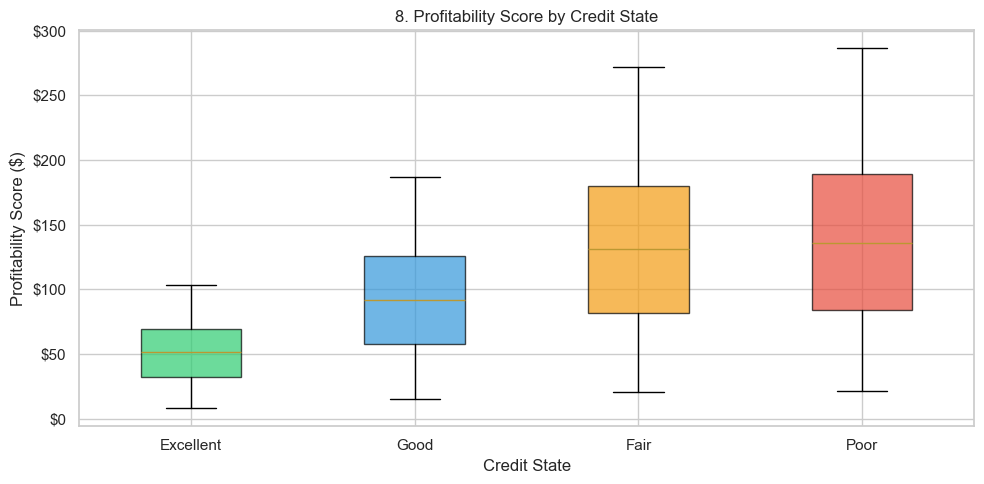 8. Profitability Score by Credit State
Profitability Score ($)
$300
$250
$200
$150
$100
$50
$0
Excellent Good Fair Poor
Credit State